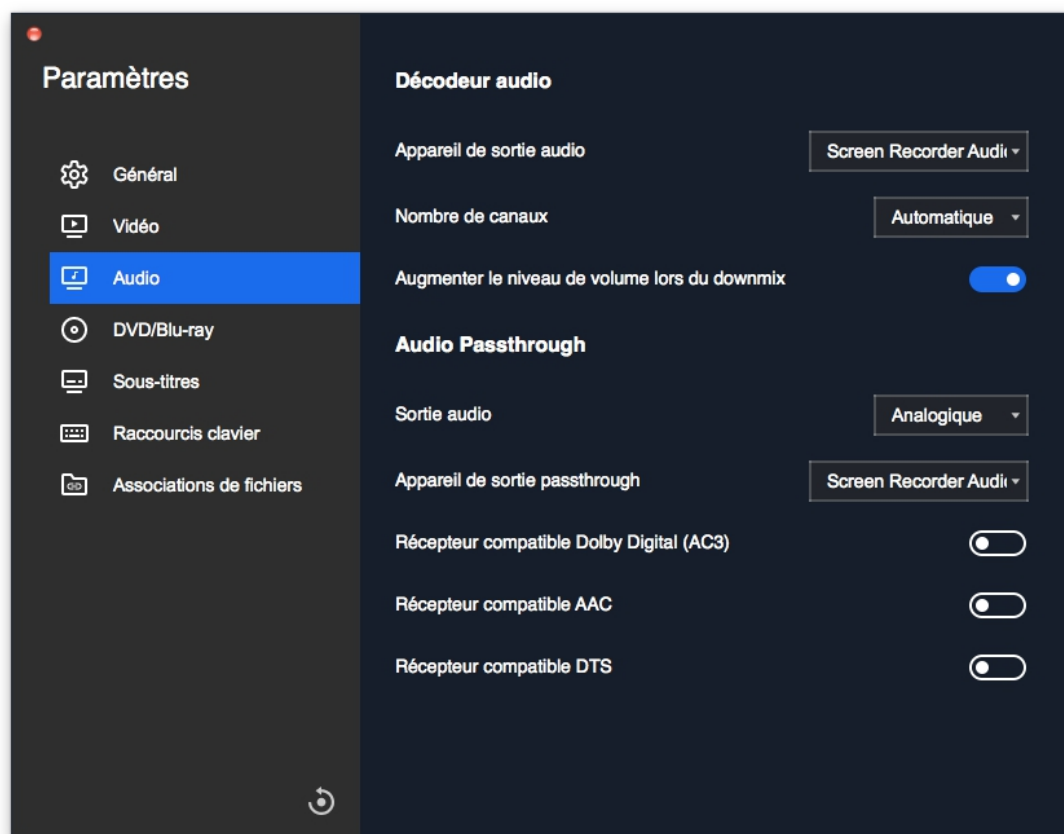 Paramètres
Général
Vidéo
Audio
DVD/Blu-ray
Sous-titres
Raccourcis clavier
Associations de fichiers
Décodeur audio
Appareil de sortie audio
Screen Recorder Audi
Nombre de canaux
Automatique
Augmenter le niveau de volume lors du downmix
Audio Passthrough
Sortie audio
Analogique
Appareil de sortie passthrough
Screen Recorder Audi
Récepteur compatible Dolby Digital (AC3)
Récepteur compatible AAC
Récepteur compatible DTS